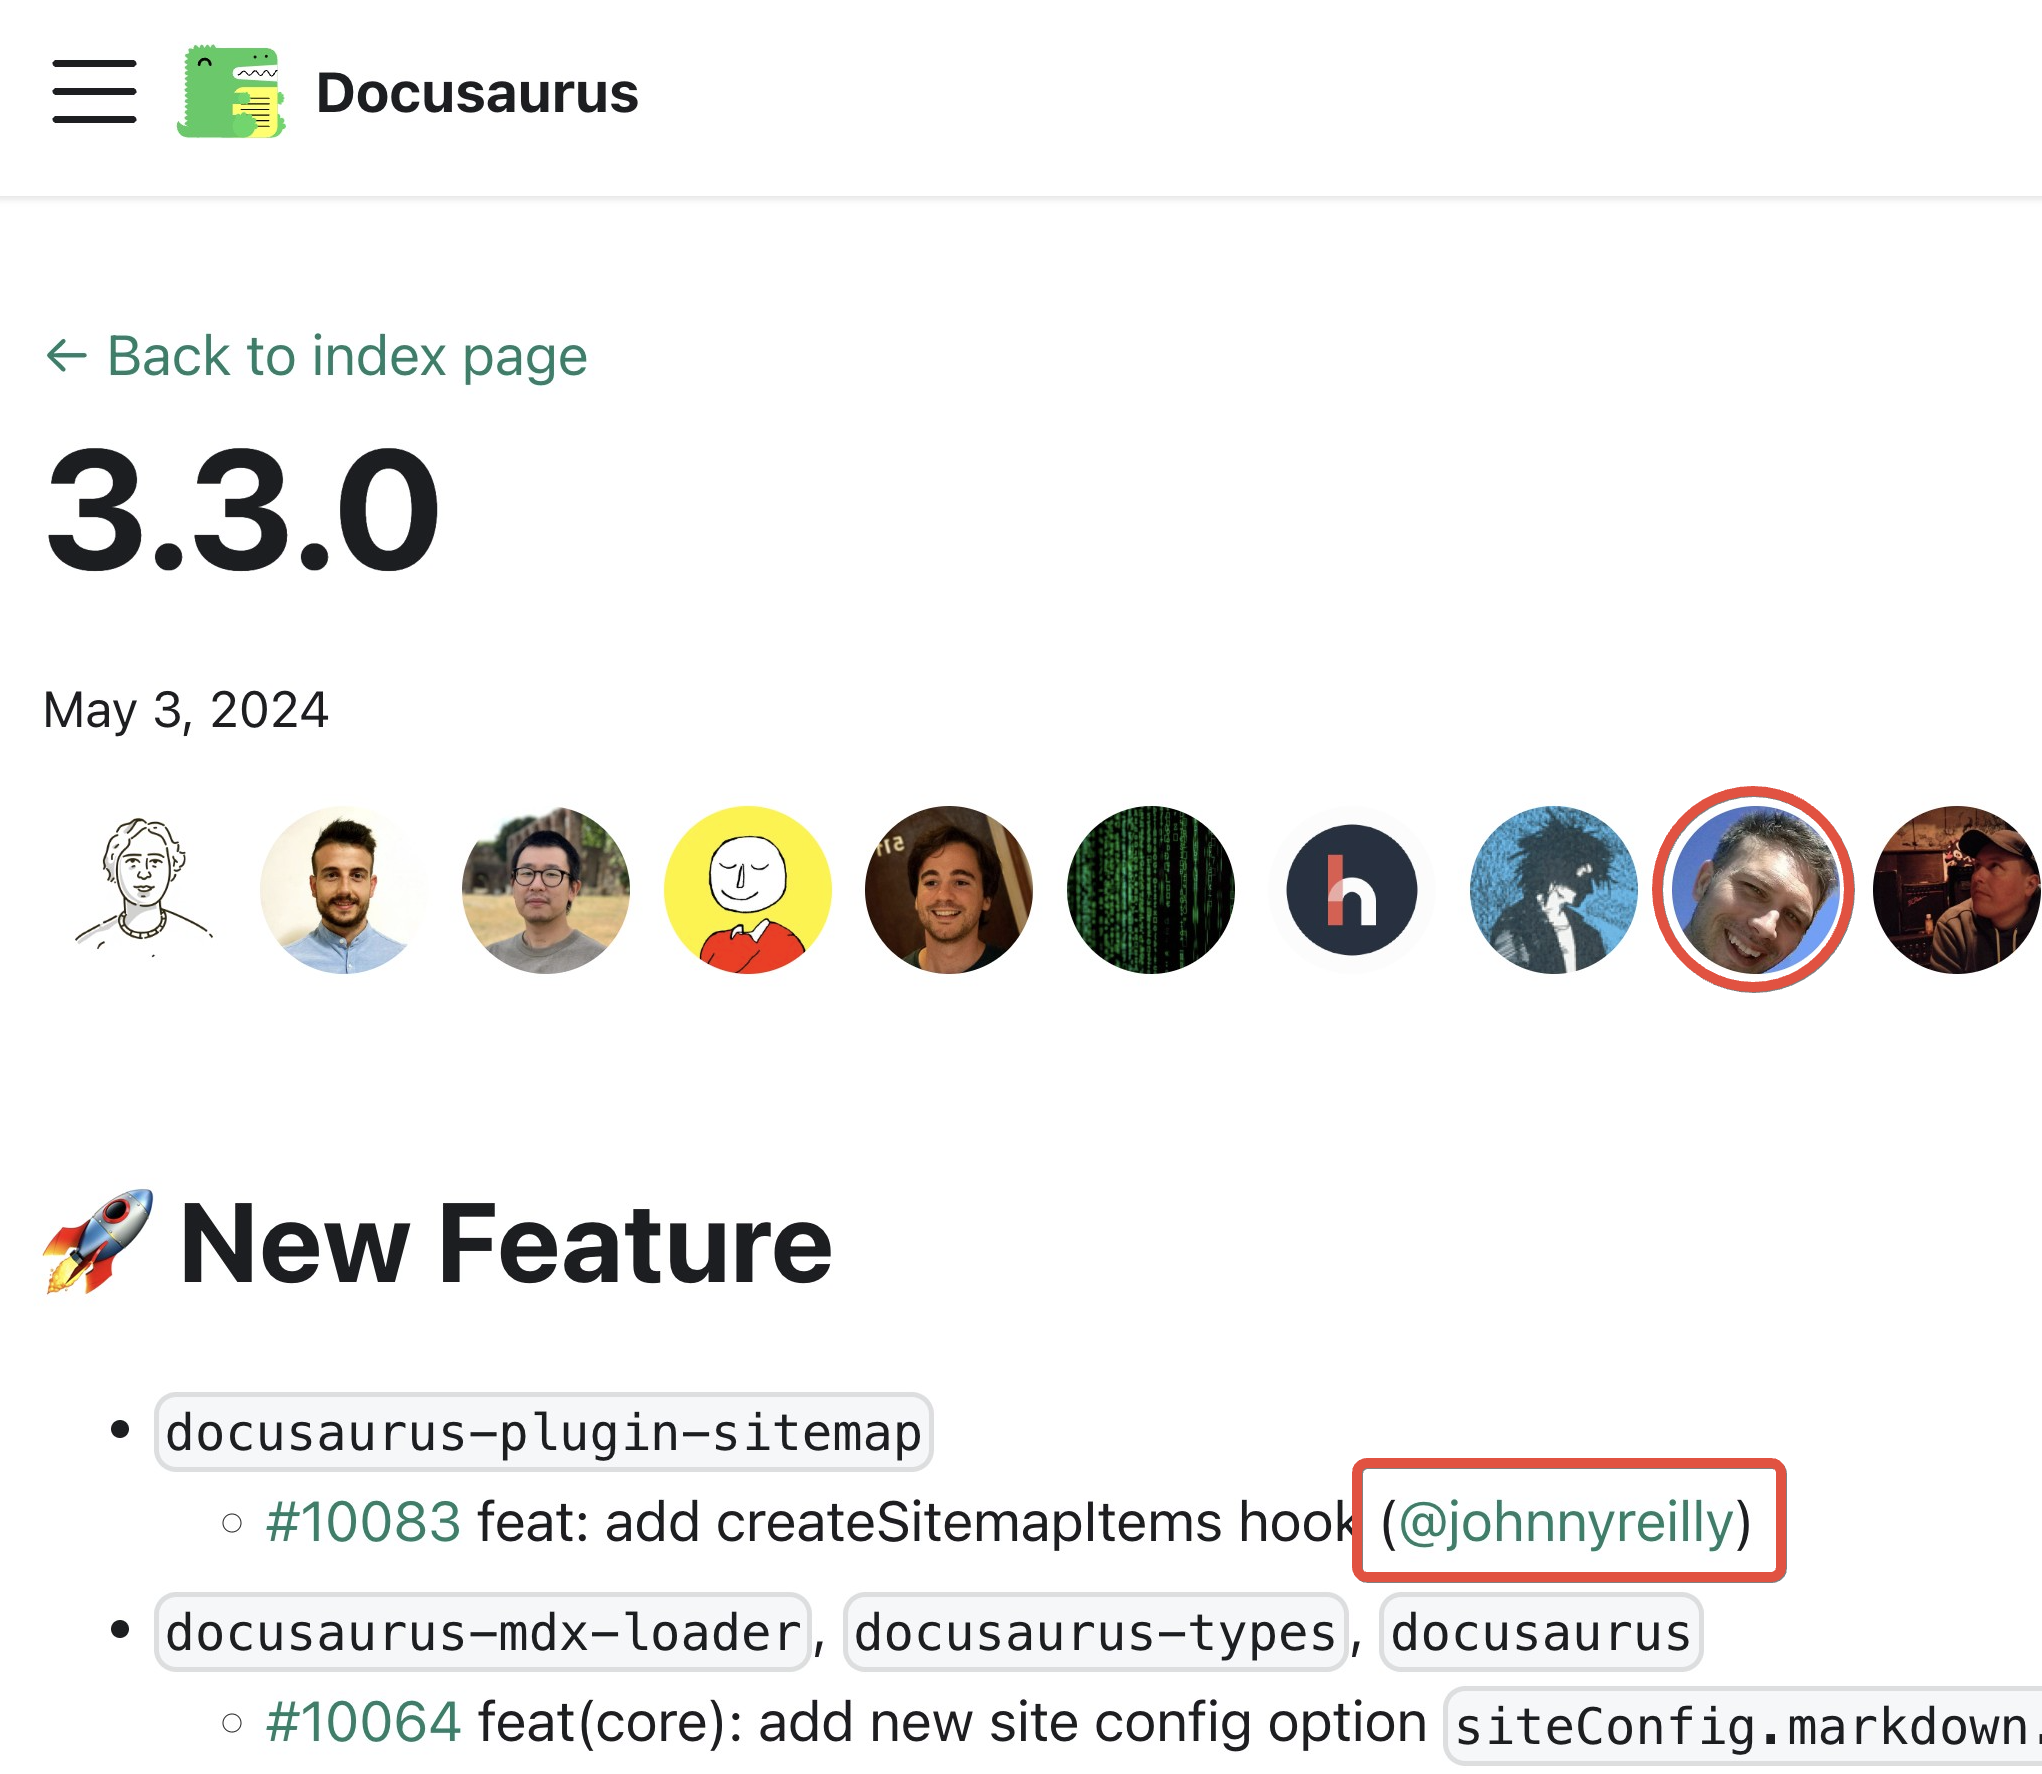 Docusaurus
← Back to index page
3.3.0
May 3, 2024
h
🚀 New Feature
• docusaurus-plugin-sitemap
○ #10083 feat: add createSitemapItems hook (@johnnyreilly)
• docusaurus-mdx-loader, docusaurus-types, docusaurus
○ #10064 feat(core): add new site config option siteConfig.markdown.